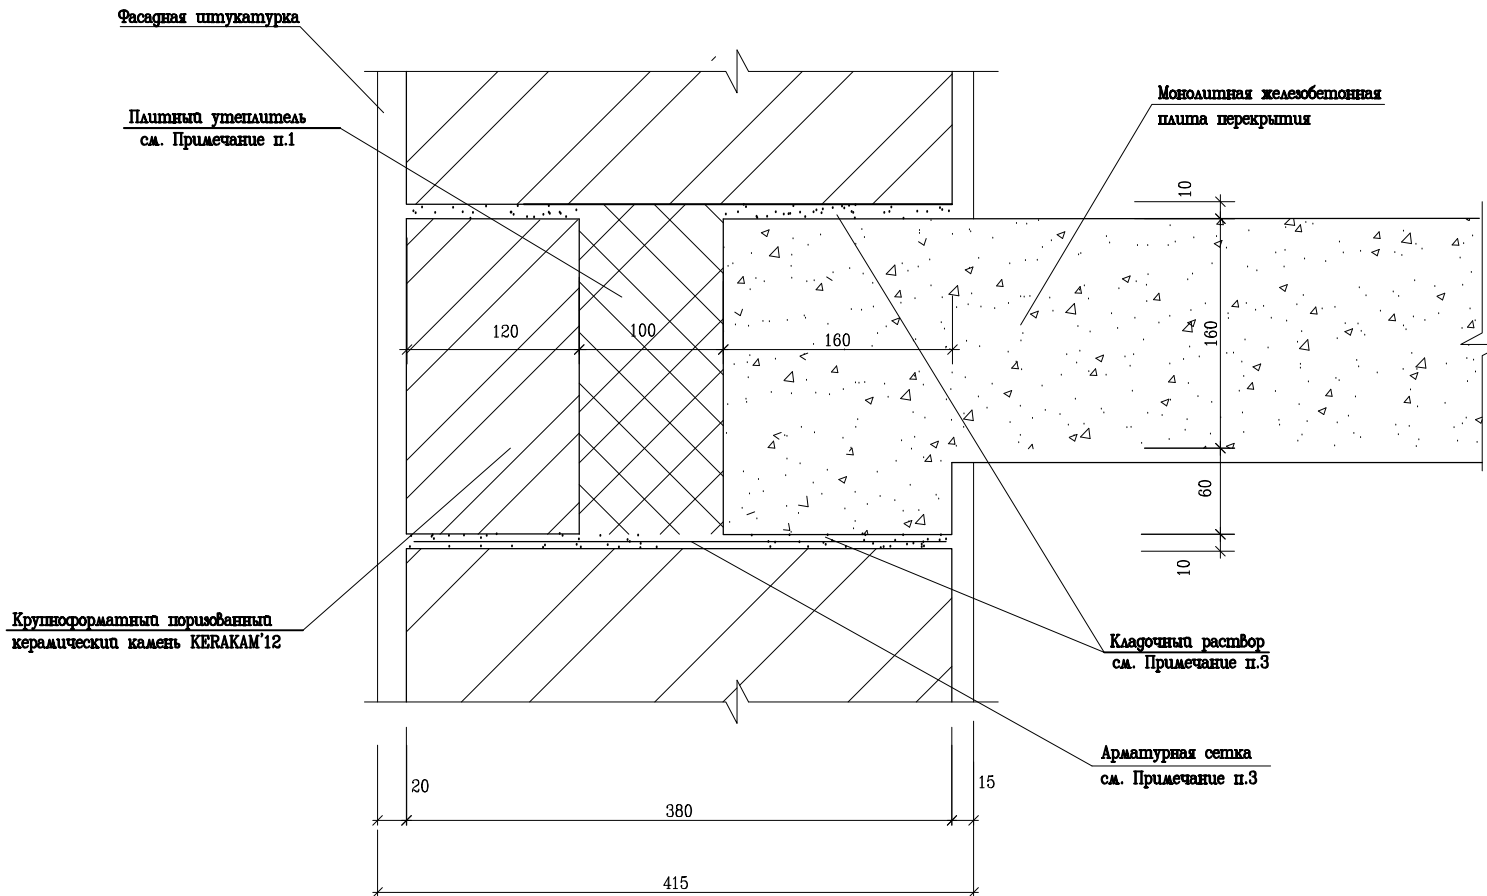 Фасадная штукатурка
Плитный утеплитель
см. Примечание п.1
Монолитная железобетонная
плита перекрытия
10
160
60
10
120
100
160
Крупноформатный поризованный
керамический камень KERAKAM'12
Кладочный раствор
см. Примечание п.3
Арматурная сетка
см. Примечание п.3
20
380
15
415